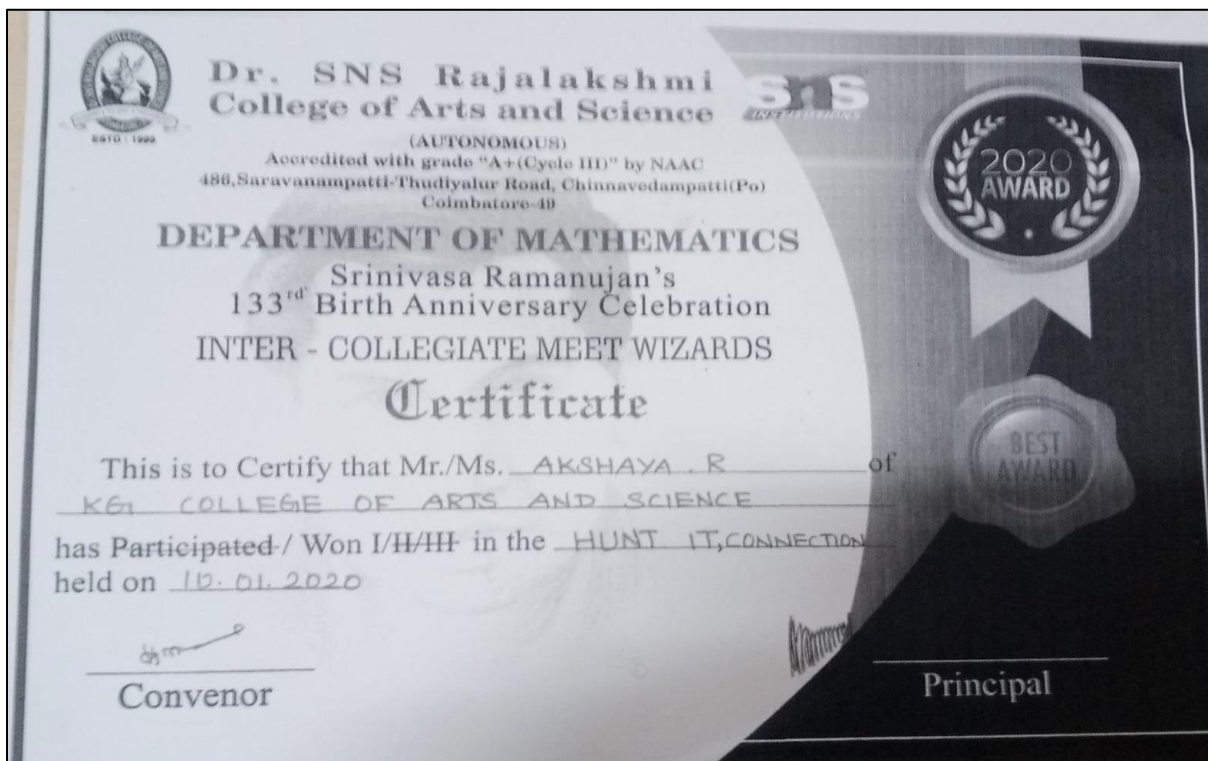 Dr. SNS Rajalakshmi
College of Arts and Science
SNS
INSTITUTIONS
ESTD : 1999
(AUTONOMOUS)
Accredited with grade "A+(Cycle III)" by NAAC
486,Saravanampatti-Thudiyalur Road, Chinnavedampatti(Po)
Coimbatore-49
2020
AWARD
DEPARTMENT OF MATHEMATICS
Srinivasa Ramanujan's
133rd Birth Anniversary Celebration
INTER - COLLEGIATE MEET WIZARDS
Certificate
BEST
AWARD
This is to Certify that Mr./Ms. AKSHAYA . R of
KG COLLEGE OF ARTS AND SCIENCE
has Participated / Won I/II/III in the HUNT IT, CONNECTION
held on 10.01.2020
Convenor
Principal